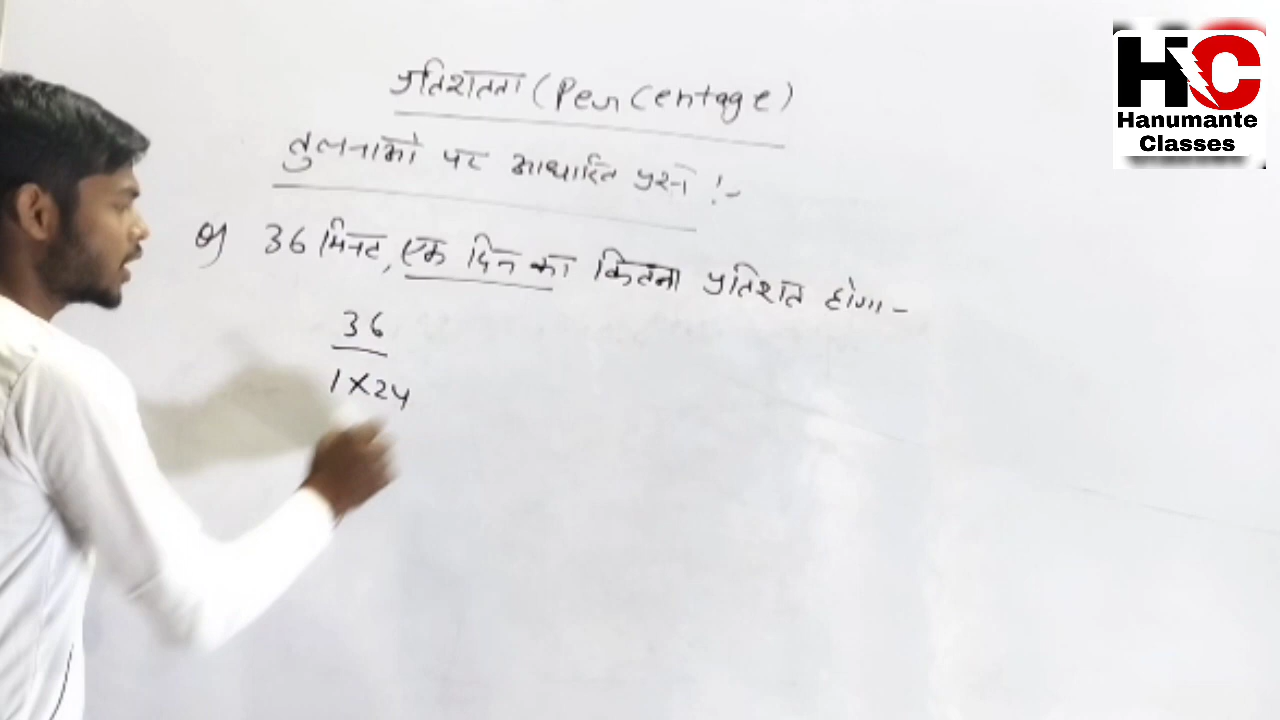 प्रतिशतता (Percentage)
तुलनाओ पर आधारित प्रश्न :-
Q) 36 मिनट, एक दिन का कितना प्रतिशत होगा -
36
1×24
HC
Hanumante
Classes